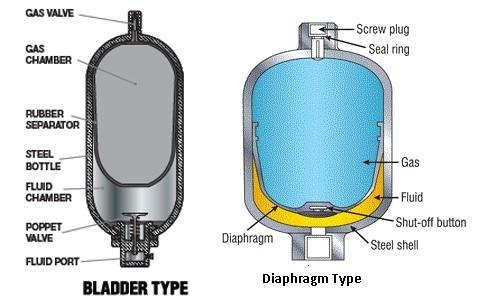 GAS VALVE
GAS
CHAMBER
RUBBER
SEPARATOR
STEEL
BOTTLE
FLUID
CHAMBER
POPPET
VALVE
FLUID PORT
BLADDER TYPE
Screw plug
Seal ring
Gas
Fluid
Shut-off button
Diaphragm
Steel shell
Diaphragm Type